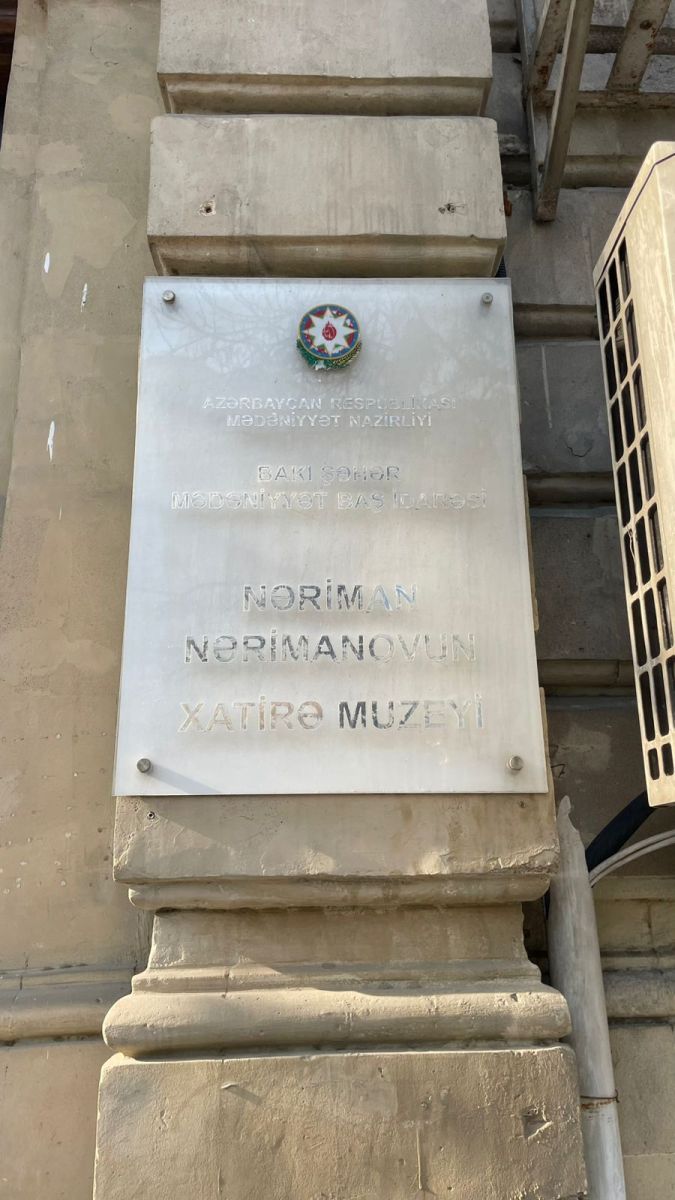 AZƏRBAYCAN RESPUBLİKASI
MƏDƏNİYYƏT NAZİRLİYİ
BAKI ŞƏHƏR
MƏDƏNİYYƏT BAŞ İDARƏSİ
NƏRİMAN
NƏRİMANOVUN
XATİRƏ MUZEYİ